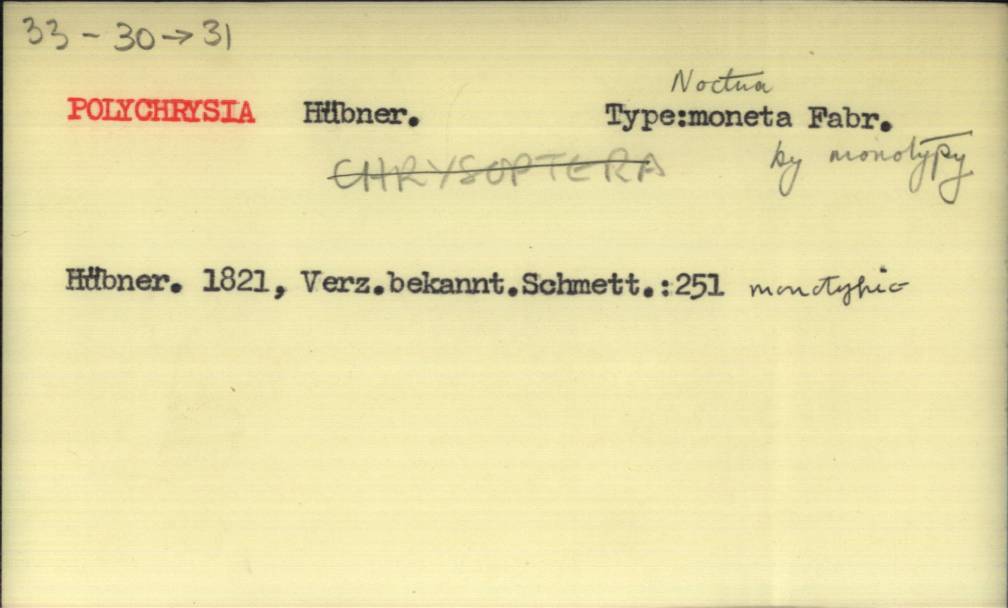 33 - 30 → 31
Noctua
POLYCHRYSIA Hübner. Type:moneta Fabr.
by monotypy
CHRYSOPTERA
Hübner. 1821, Verz.bekannt.Schmett.:251 monotypic